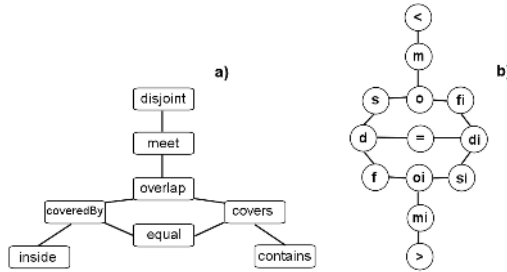 a)
disjoint
meet
overlap
coveredBy
covers
equal
inside
contains
b)
<
m
s o fi
d = di
f oi si
mi
>